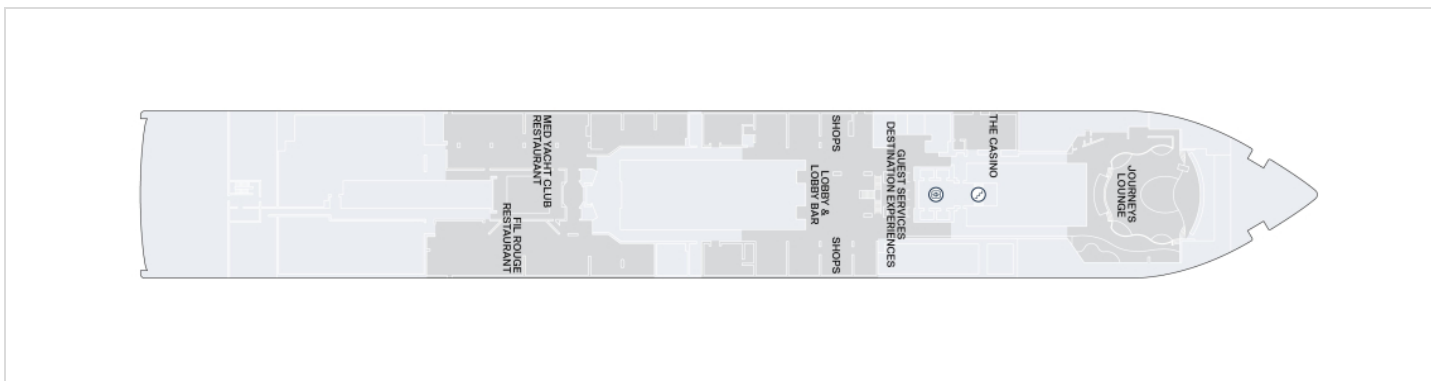 MED YACHT CLUB
RESTAURANT
FIL ROUGE
RESTAURANT
SHOPS
LOBBY &
LOBBY BAR
SHOPS
GUEST SERVICES
DESTINATION EXPERIENCES
THE CASINO
JOURNEYS
LOUNGE